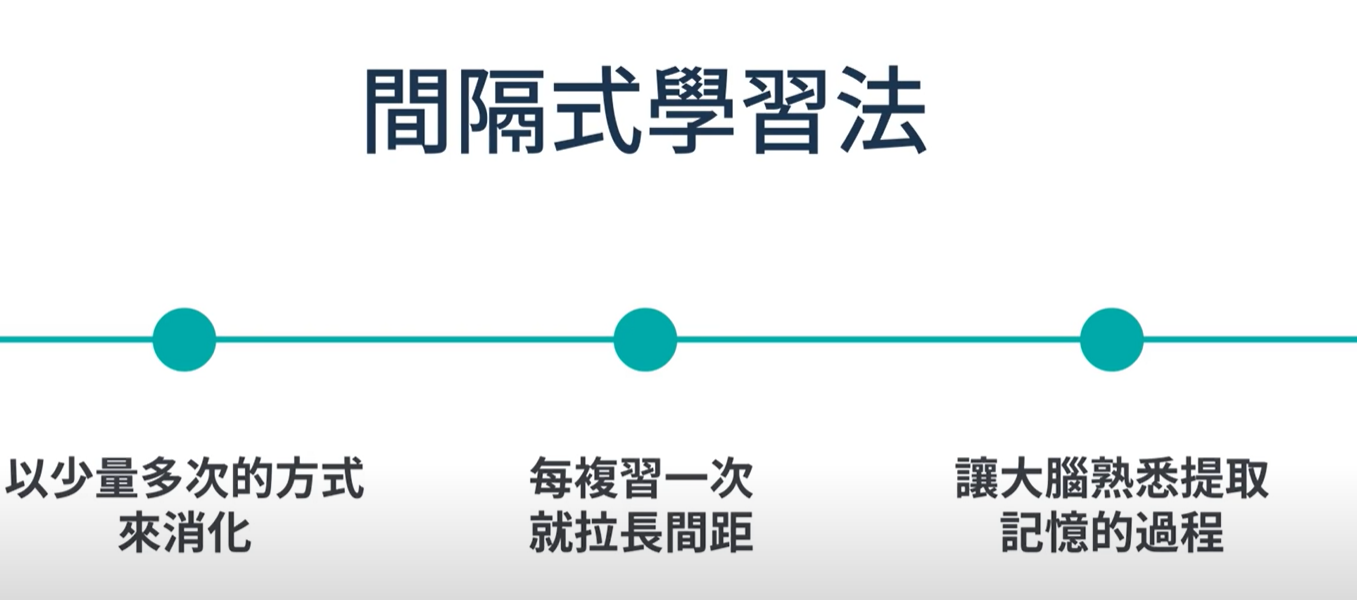 間隔式學習法
以少量多次的方式
來消化
每複習一次
就拉長間距
讓大腦熟悉提取
記憶的過程